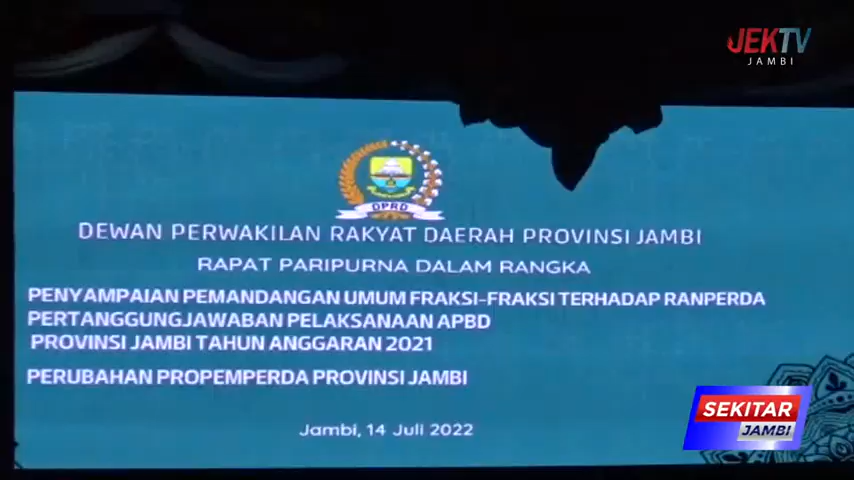 JEKTV
JAMBI
DPRD
DEWAN PERWAKILAN RAKYAT DAERAH PROVINSI JAMBI
RAPAT PARIPURNA DALAM RANGKA
PENYAMPAIAN PEMANDANGAN UMUM FRAKSI-FRAKSI TERHADAP RANPERDA
PERTANGGUNGJAWABAN PELAKSANAAN APBD
PROVINSI JAMBI TAHUN ANGGARAN 2021
PERUBAHAN PROPEMPERDA PROVINSI JAMBI
Jambi, 14 Juli 2022
SEKITAR
JAMBI